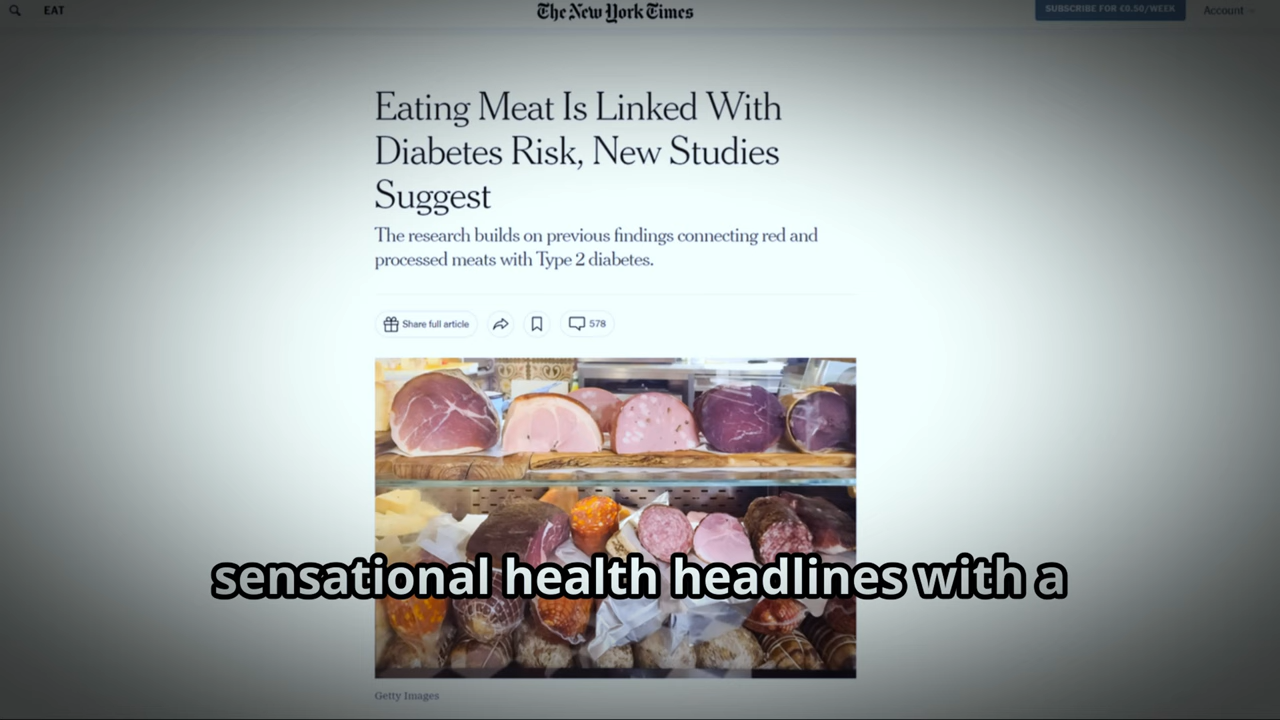 EAT
The New York Times
SUBSCRIBE FOR €0.50/WEEK
Account
Eating Meat Is Linked With
Diabetes Risk, New Studies
Suggest
The research builds on previous findings connecting red and
processed meats with Type 2 diabetes.
Share full article
578
sensational health headlines with a
Getty Images